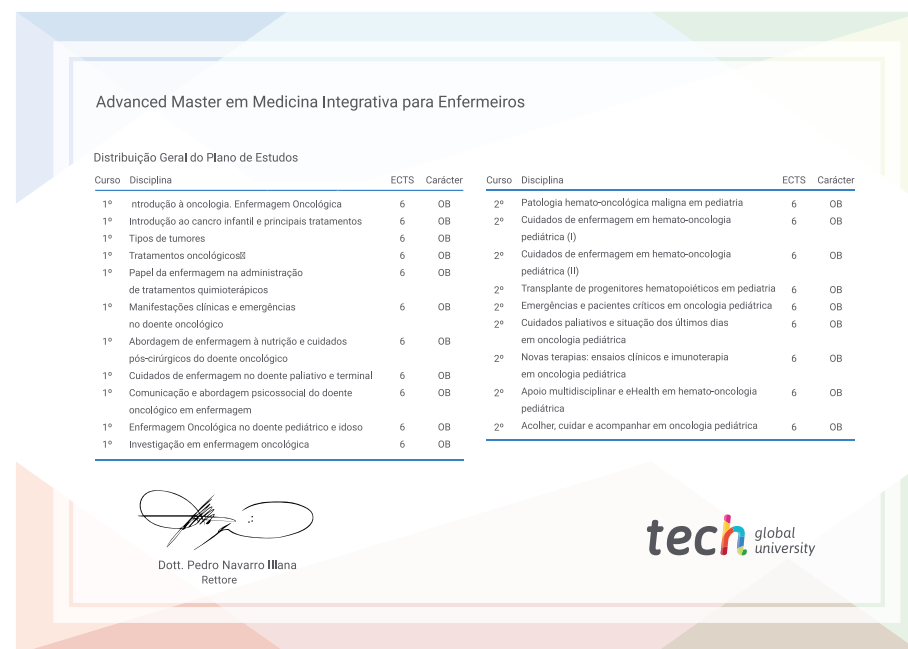 Advanced Master em Medicina Integrativa para Enfermeiros
Distribuição Geral do Plano de Estudos
Curso Disciplina ECTS Carácter
1º ntrodução à oncologia. Enfermagem Oncológica 6 OB
1º Introdução ao cancro infantil e principais tratamentos 6 OB
1º Tipos de tumores 6 OB
1º Tratamentos oncológicos 6 OB
1º Papel da enfermagem na administração 6 OB
de tratamentos quimioterápicos
1º Manifestações clínicas e emergências 6 OB
no doente oncológico
1º Abordagem de enfermagem à nutrição e cuidados 6 OB
pós-cirúrgicos do doente oncológico
1º Cuidados de enfermagem no doente paliativo e terminal 6 OB
1º Comunicação e abordagem psicossocial do doente 6 OB
oncológico em enfermagem
1º Enfermagem Oncológica no doente pediátrico e idoso 6 OB
1º Investigação em enfermagem oncológica 6 OB
Curso Disciplina ECTS Carácter
2º Patologia hemato-oncológica maligna em pediatria 6 OB
2º Cuidados de enfermagem em hemato-oncologia 6 OB
pediátrica (I)
2º Cuidados de enfermagem em hemato-oncologia 6 OB
pediátrica (II)
2º Transplante de progenitores hematopoiéticos em pediatria 6 OB
2º Emergências e pacientes críticos em oncologia pediátrica 6 OB
2º Cuidados paliativos e situação dos últimos dias 6 OB
em oncologia pediátrica
2º Novas terapias: ensaios clínicos e imunoterapia 6 OB
em oncologia pediátrica
2º Apoio multidisciplinar e eHealth em hemato-oncologia 6 OB
pediátrica
2º Acolher, cuidar e acompanhar em oncologia pediátrica 6 OB
Dott. Pedro Navarro Illana
Rettore
tech global
university